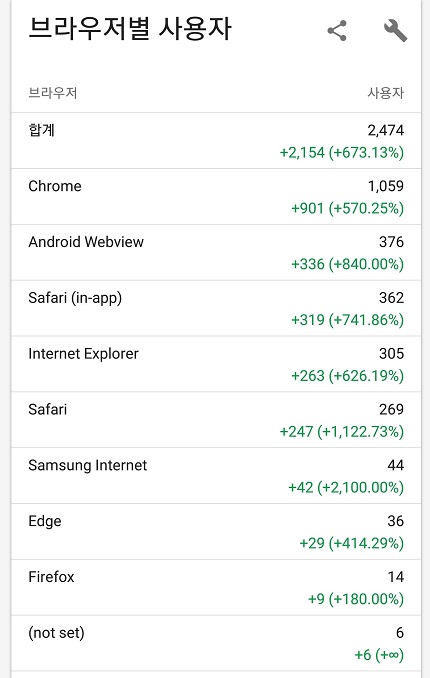 브라우저별 사용자
브라우저 사용자
합계 2,474
+2,154 (+673.13%)
Chrome 1,059
+901 (+570.25%)
Android Webview 376
+336 (+840.00%)
Safari (in-app) 362
+319 (+741.86%)
Internet Explorer 305
+263 (+626.19%)
Safari 269
+247 (+1,122.73%)
Samsung Internet 44
+42 (+2,100.00%)
Edge 36
+29 (+414.29%)
Firefox 14
+9 (+180.00%)
(not set) 6
+6 (+∞)